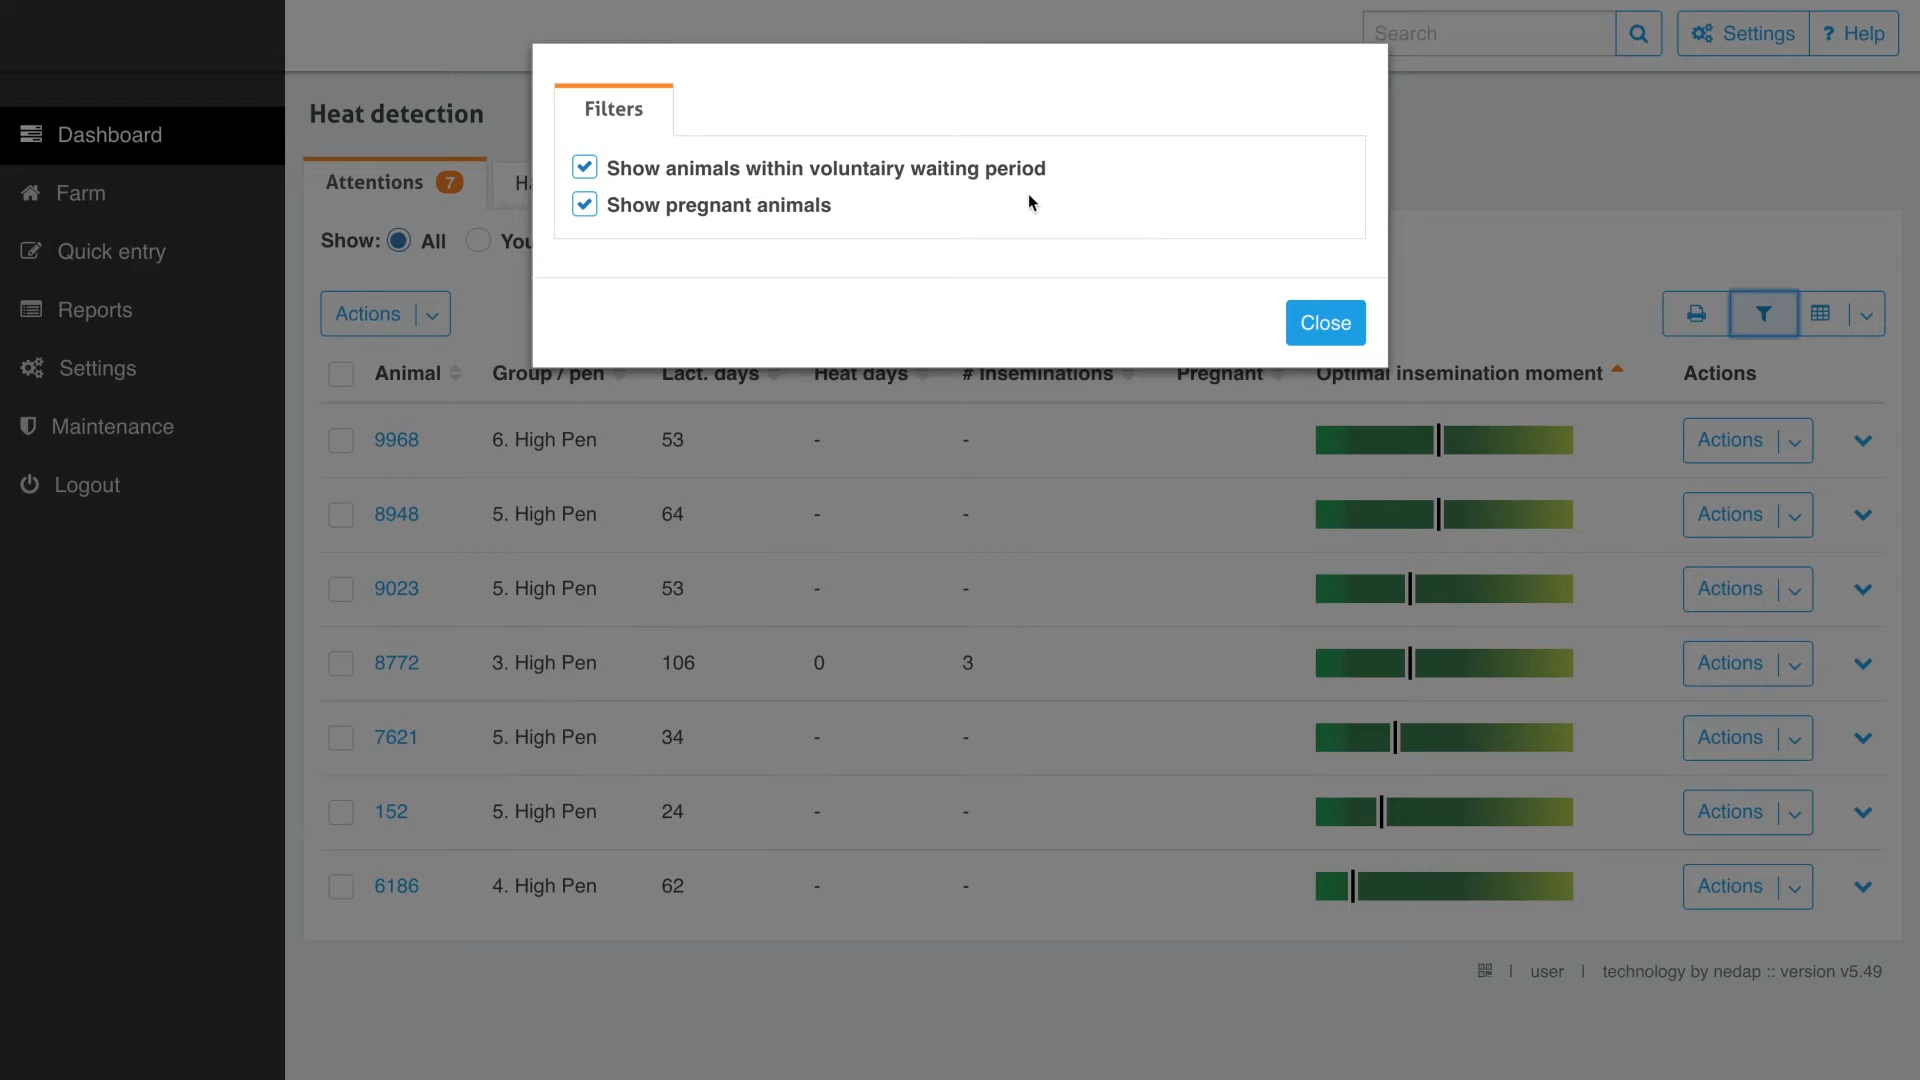 Search
Settings
? Help
Filters
Show animals within voluntairy waiting period
Show pregnant animals
Close
Dashboard
Farm
Quick entry
Reports
Settings
Maintenance
Logout
Heat detection
Attentions 7
Show: All
Actions
Animal Group / pen Lact. days Heat days # Inseminations Pregnant Optimal insemination moment Actions
9968 6. High Pen 53 - - Actions
8948 5. High Pen 64 - - Actions
9023 5. High Pen 53 - - Actions
8772 3. High Pen 106 0 3 Actions
7621 5. High Pen 34 - - Actions
152 5. High Pen 24 - - Actions
6186 4. High Pen 62 - - Actions
| user | technology by nedap :: version v5.49